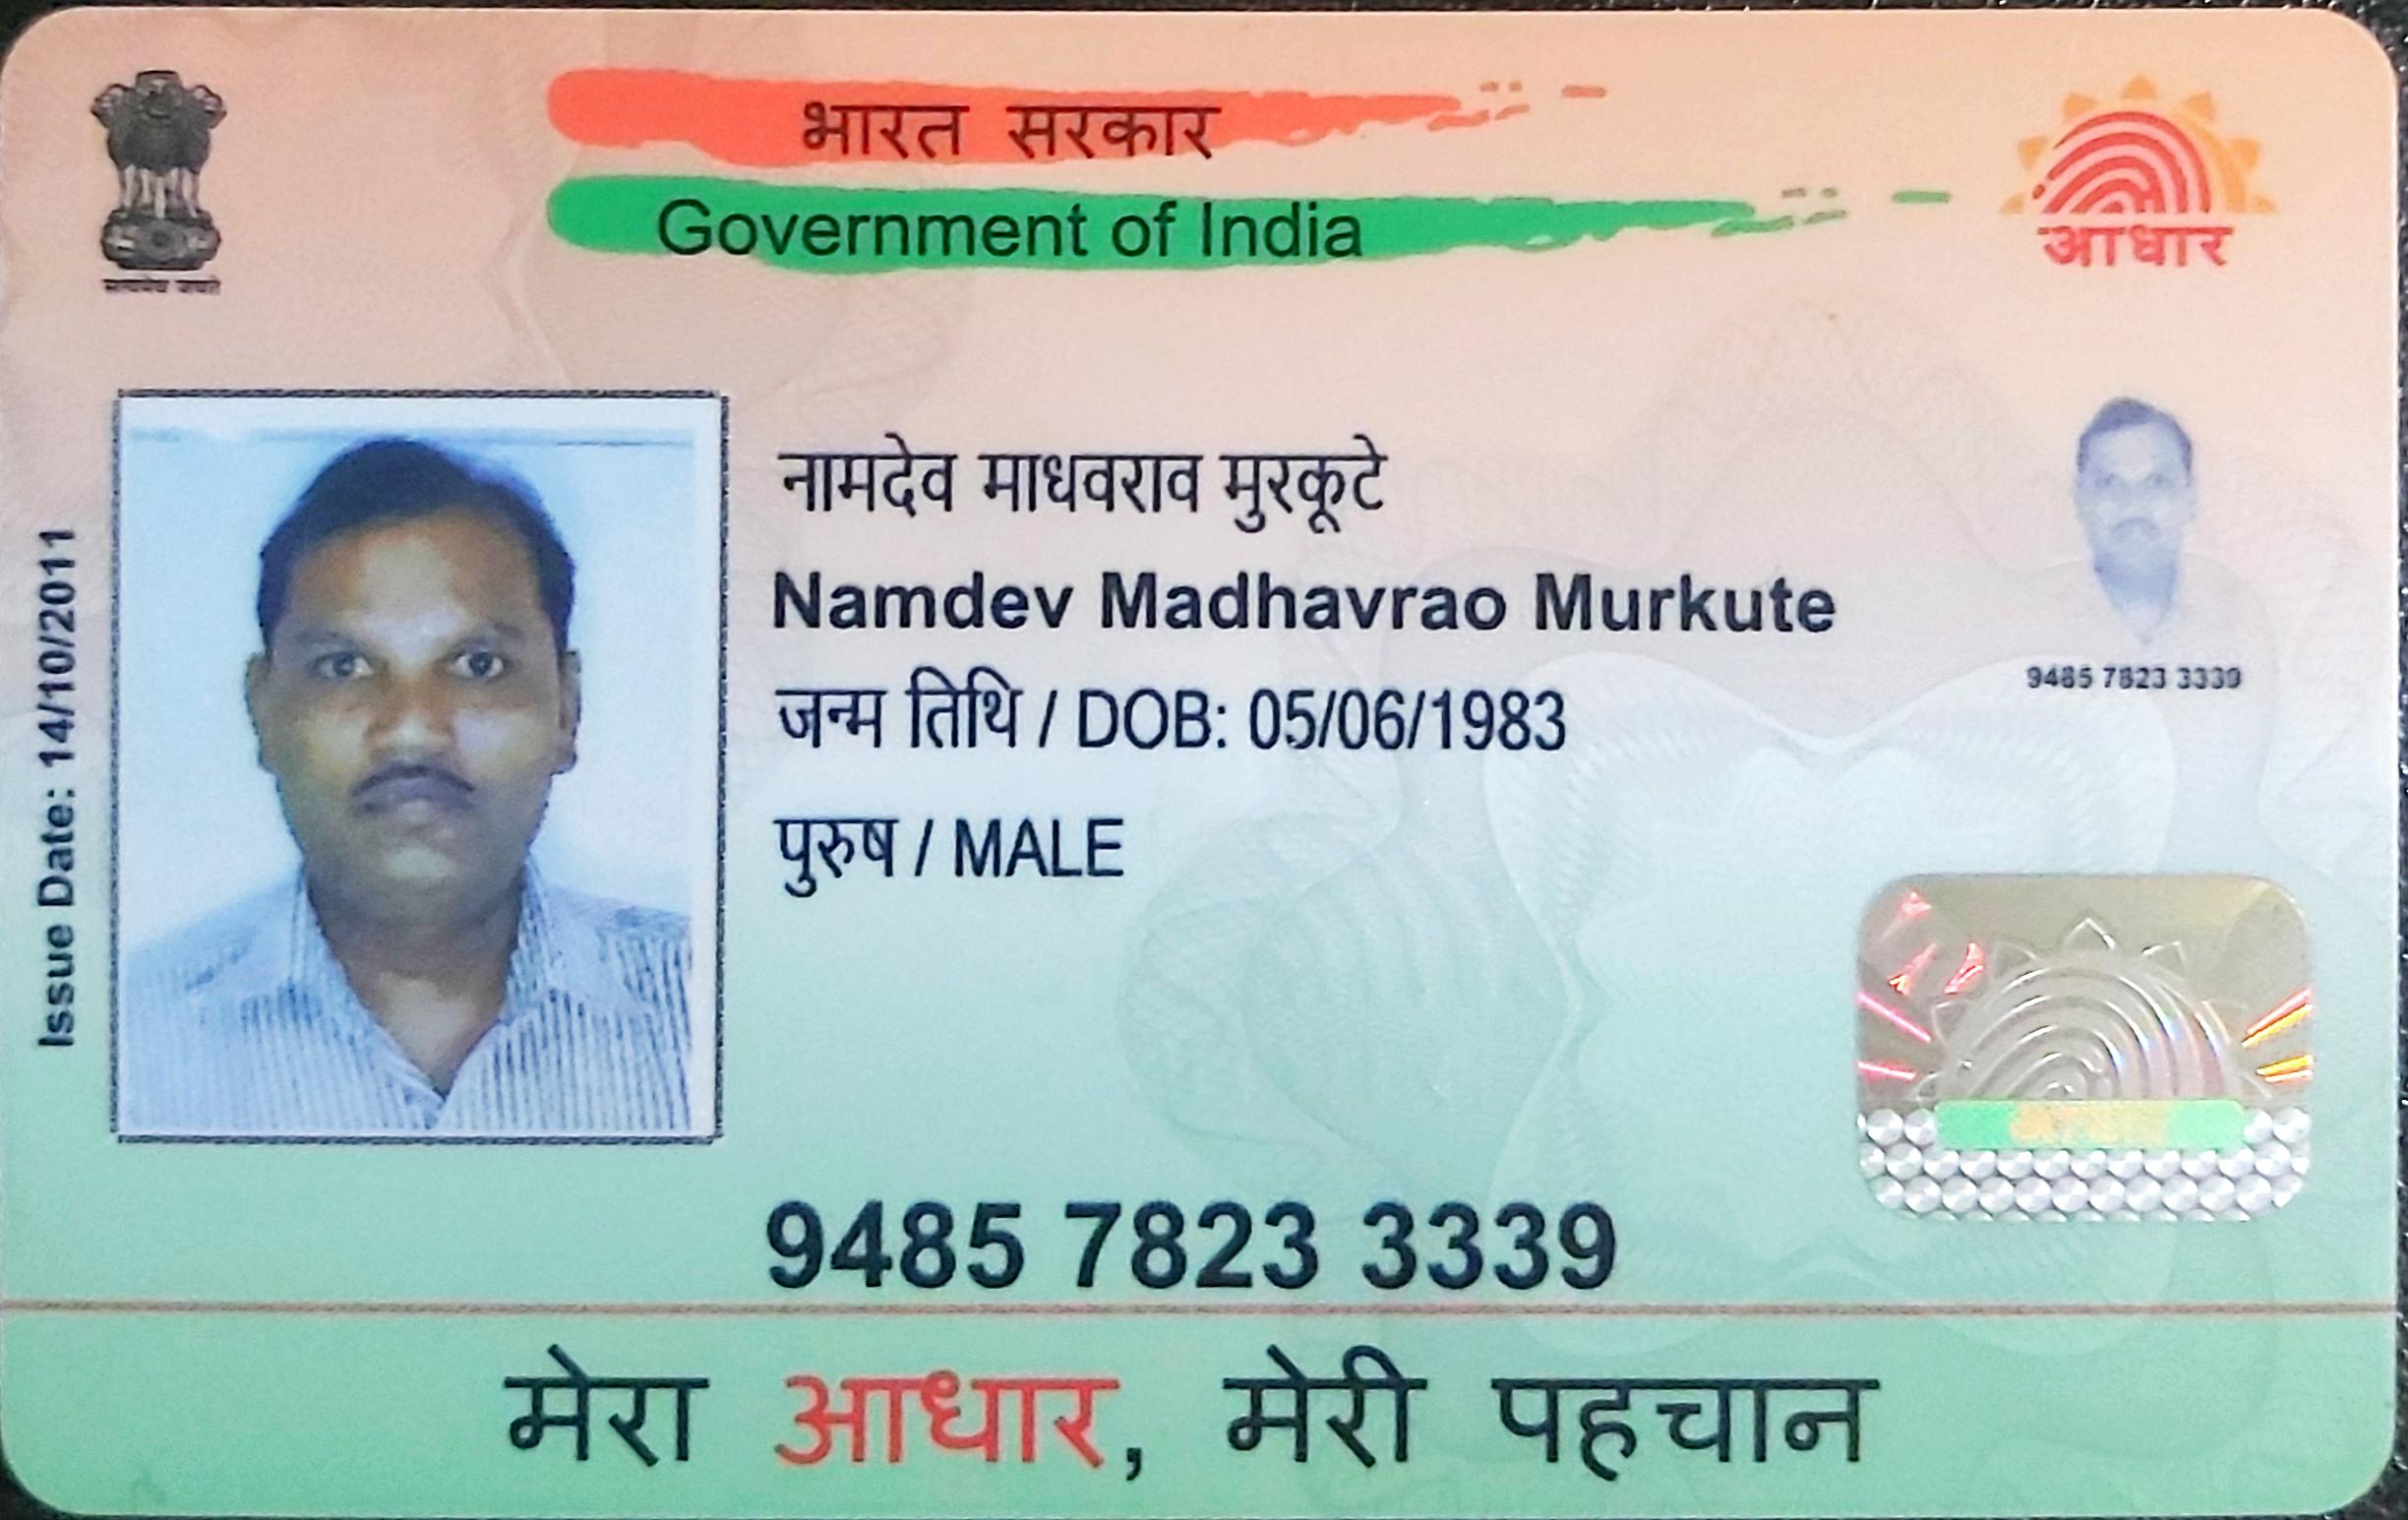 भारत सरकार
Government of India
आधार
सत्यमेव जयते
Issue Date: 14/10/2011
नामदेव माधवराव मुरकूटे
Namdev Madhavrao Murkute
जन्म तिथि / DOB: 05/06/1983
पुरुष / MALE
9485 7823 3339
9485 7823 3339
मेरा आधार, मेरी पहचान